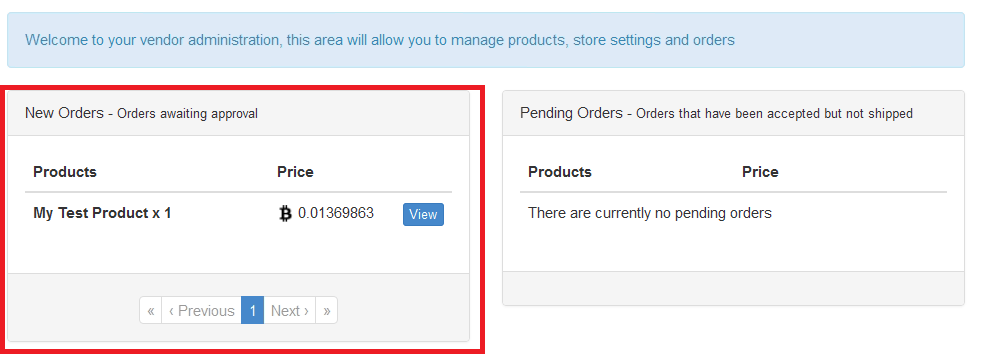 Welcome to your vendor administration, this area will allow you to manage products, store settings and orders
New Orders - Orders awaiting approval
Products Price
My Test Product x 1 0.01369863 View
« ‹ Previous 1 Next › »
Pending Orders - Orders that have been accepted but not shipped
Products Price
There are currently no pending orders